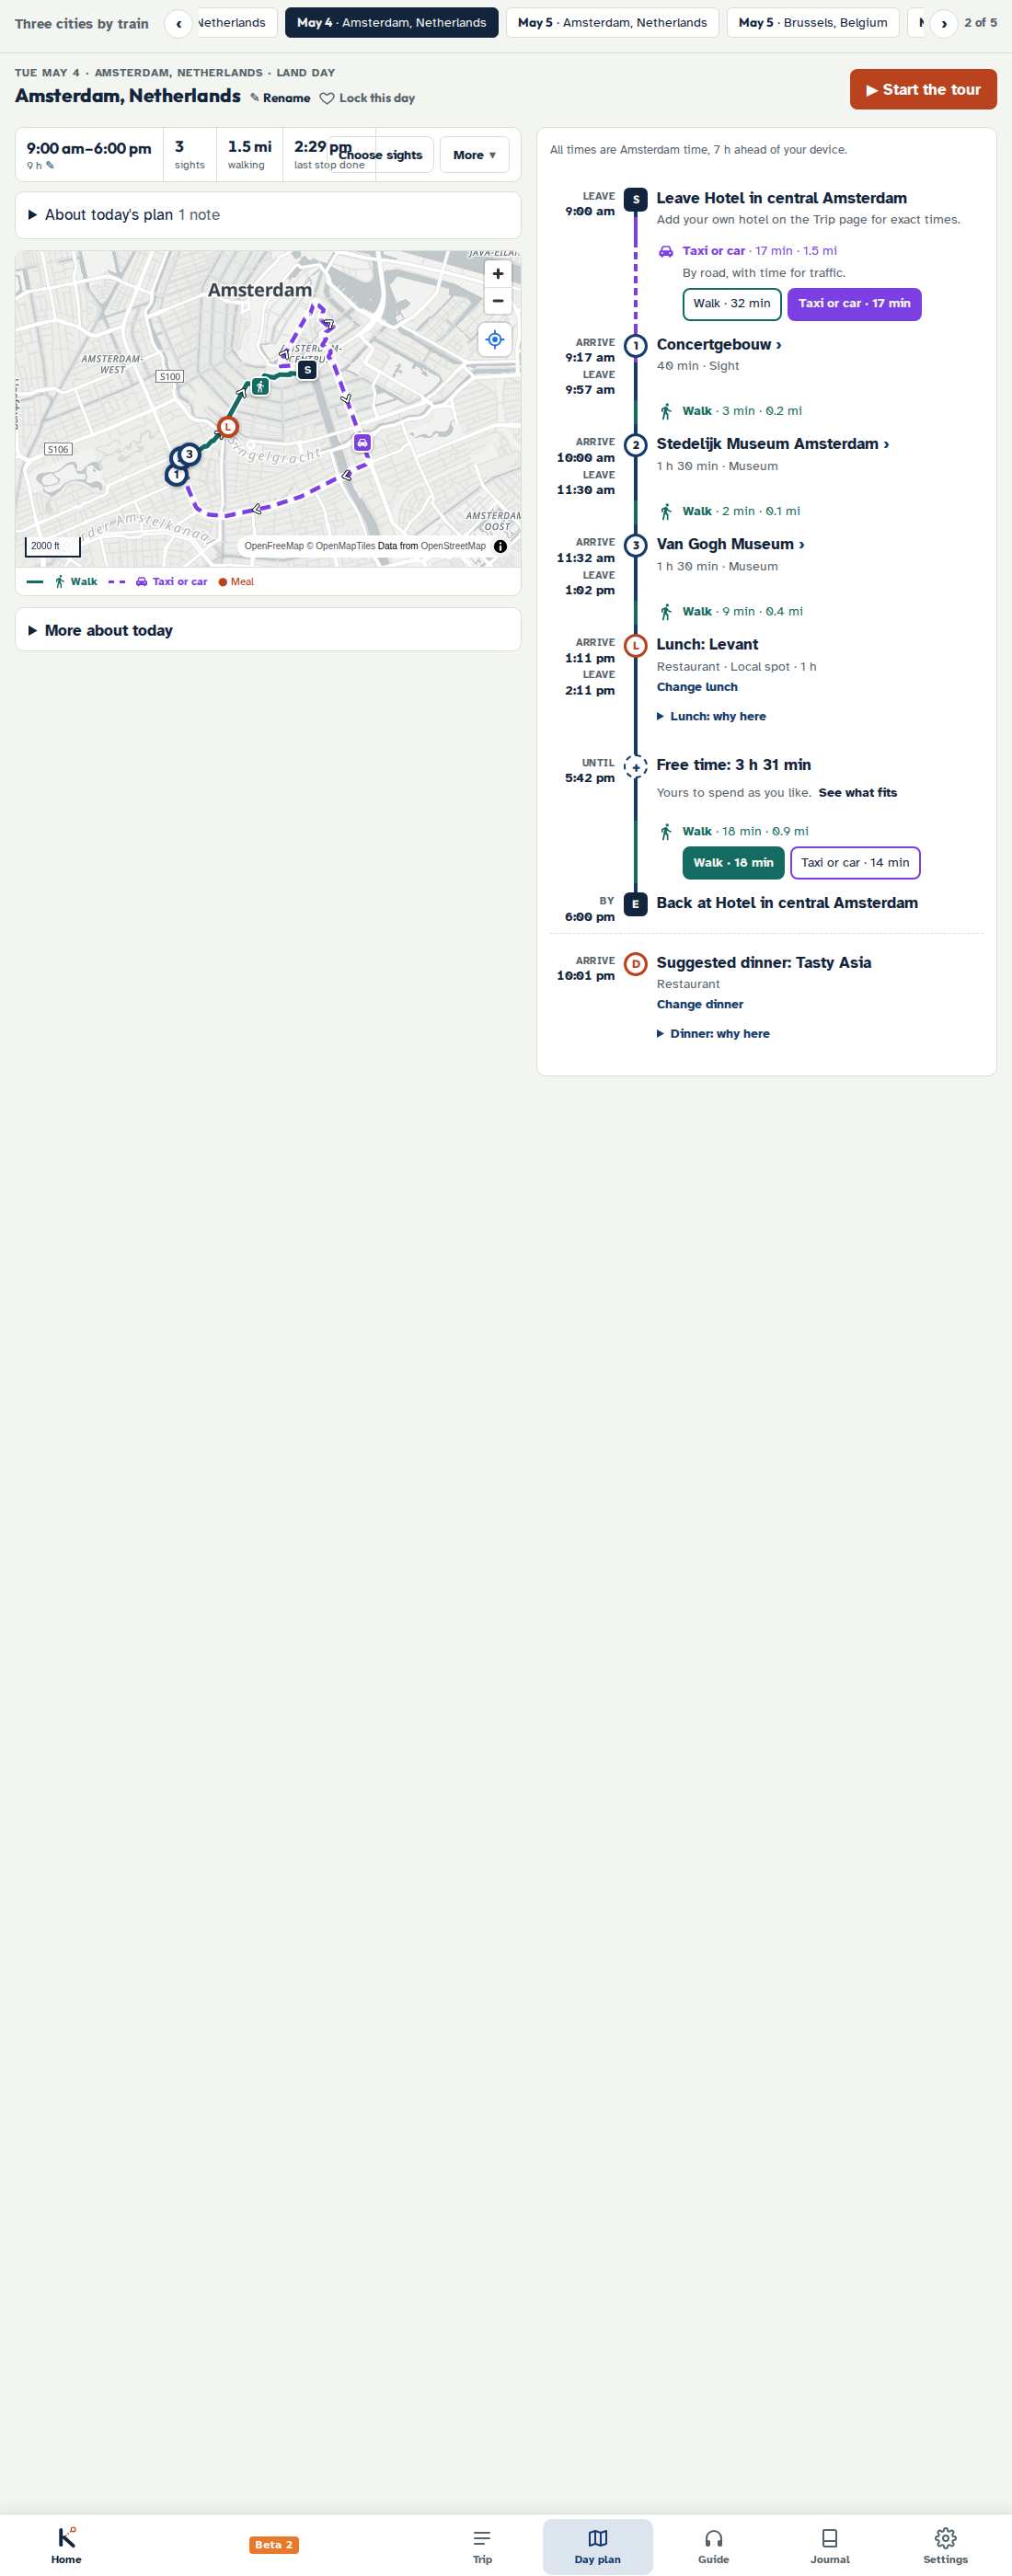 Three cities by train
‹
Netherlands
May 4 · Amsterdam, Netherlands
May 5 · Amsterdam, Netherlands
May 5 · Brussels, Belgium
›
2 of 5
TUE MAY 4 · AMSTERDAM, NETHERLANDS · LAND DAY
Amsterdam, Netherlands ✎ Rename Lock this day
▶ Start the tour
9:00 am–6:00 pm
9 h ✎
3
sights
1.5 mi
walking
2:29 pm
last stop done
Choose sights
More ▾
▶ About today's plan 1 note
JAVA-EILAN
Amsterdam
AMSTERDAM-
WEST
S100
S
L
3
1
S106
Singelgracht
der Amstelkanaal
AMSTERDAM
OOST
+
−
2000 ft
OpenFreeMap © OpenMapTiles Data from OpenStreetMap
Walk Taxi or car Meal
▶ More about today
All times are Amsterdam time, 7 h ahead of your device.
LEAVE
9:00 am
S
Leave Hotel in central Amsterdam
Add your own hotel on the Trip page for exact times.
Taxi or car · 17 min · 1.5 mi
By road, with time for traffic.
Walk · 32 min
Taxi or car · 17 min
ARRIVE
9:17 am
LEAVE
9:57 am
1
Concertgebouw ›
40 min · Sight
Walk · 3 min · 0.2 mi
ARRIVE
10:00 am
LEAVE
11:30 am
2
Stedelijk Museum Amsterdam ›
1 h 30 min · Museum
Walk · 2 min · 0.1 mi
ARRIVE
11:32 am
LEAVE
1:02 pm
3
Van Gogh Museum ›
1 h 30 min · Museum
Walk · 9 min · 0.4 mi
ARRIVE
1:11 pm
LEAVE
2:11 pm
L
Lunch: Levant
Restaurant · Local spot · 1 h
Change lunch
▶ Lunch: why here
UNTIL
5:42 pm
+
Free time: 3 h 31 min
Yours to spend as you like. See what fits
Walk · 18 min · 0.9 mi
Walk · 18 min
Taxi or car · 14 min
BY
6:00 pm
E
Back at Hotel in central Amsterdam
ARRIVE
10:01 pm
D
Suggested dinner: Tasty Asia
Restaurant
Change dinner
▶ Dinner: why here
Home
Beta 2
Trip
Day plan
Guide
Journal
Settings